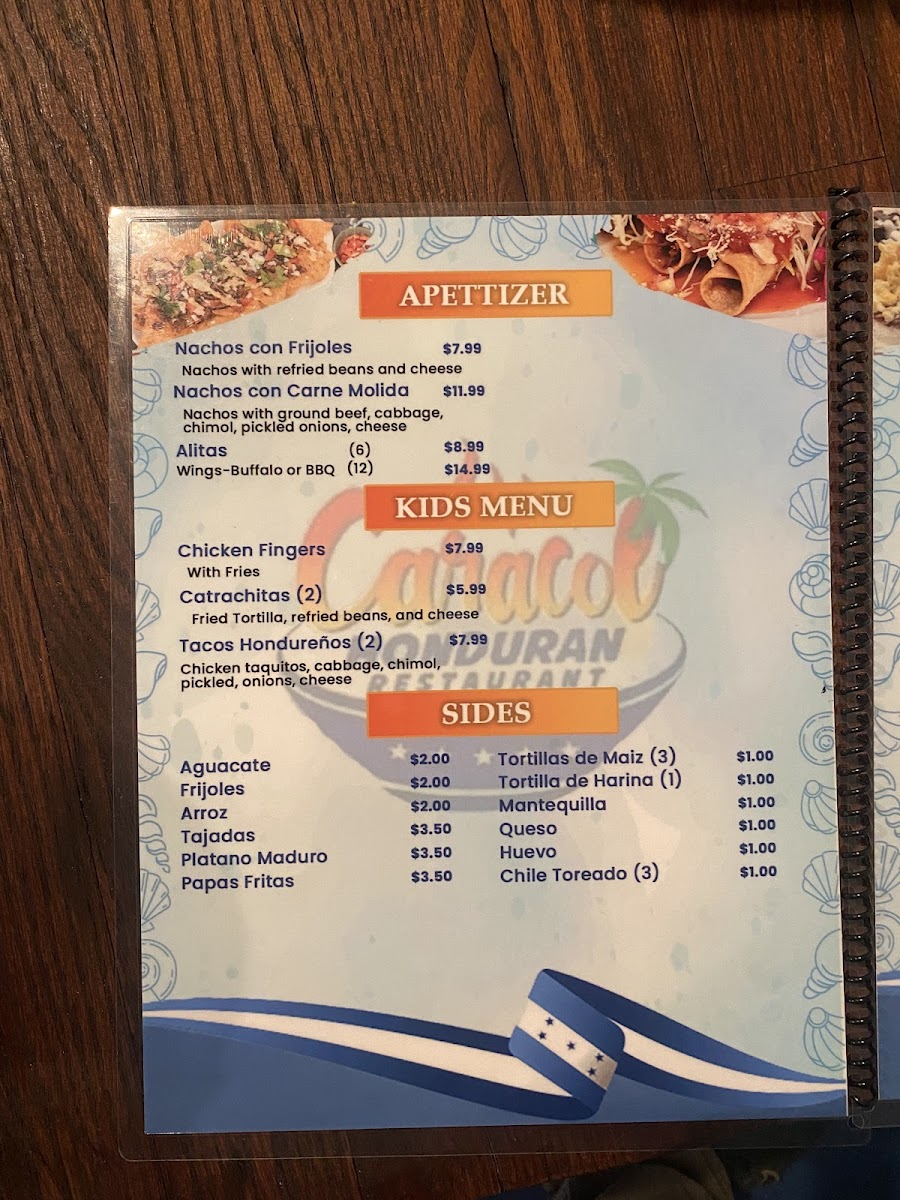 APETTIZER
Nachos con Frijoles $7.99
Nachos with refried beans and cheese
Nachos con Carne Molida $11.99
Nachos with ground beef, cabbage,
chimol, pickled onions, cheese
Alitas (6) $8.99
Wings-Buffalo or BBQ (12) $14.99
KIDS MENU
Chicken Fingers $7.99
With Fries
Catrachitas (2) $5.99
Fried Tortilla, refried beans, and cheese
Tacos Hondureños (2) $7.99
Chicken taquitos, cabbage, chimol,
pickled, onions, cheese
Caracol
HONDURAN
RESTAURANT
SIDES
Aguacate $2.00 Tortillas de Maiz (3) $1.00
Frijoles $2.00 Tortilla de Harina (1) $1.00
Arroz $2.00 Mantequilla $1.00
Tajadas $3.50 Queso $1.00
Platano Maduro $3.50 Huevo $1.00
Papas Fritas $3.50 Chile Toreado (3) $1.00